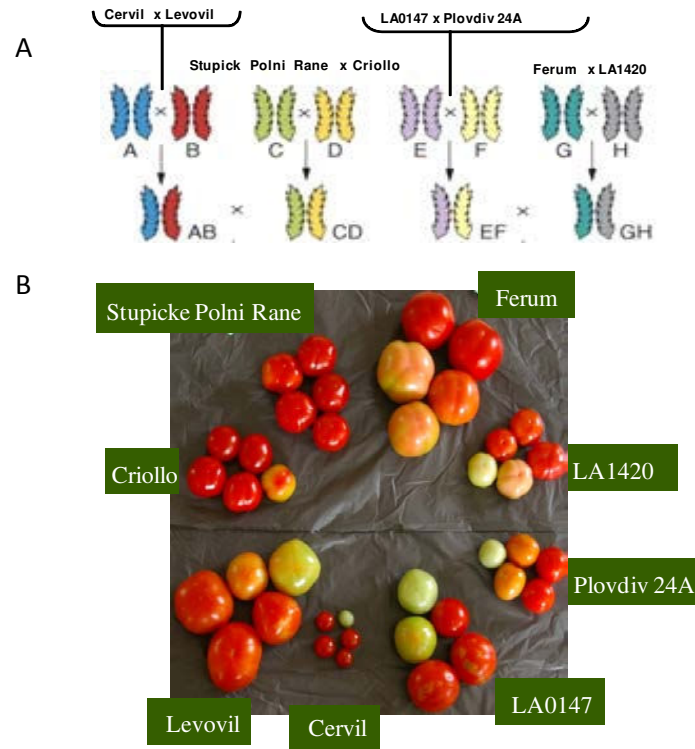 Cervil x Levovil
LA0147 x Plovdiv 24A
A
Stupick Polni Rane x Criollo
Ferum x LA1420
× × × ×
A B C D E F G H
× ×
AB CD EF GH
B
Stupicke Polni Rane
Ferum
Criollo
LA1420
Plovdiv 24A
Levovil
Cervil
LA0147